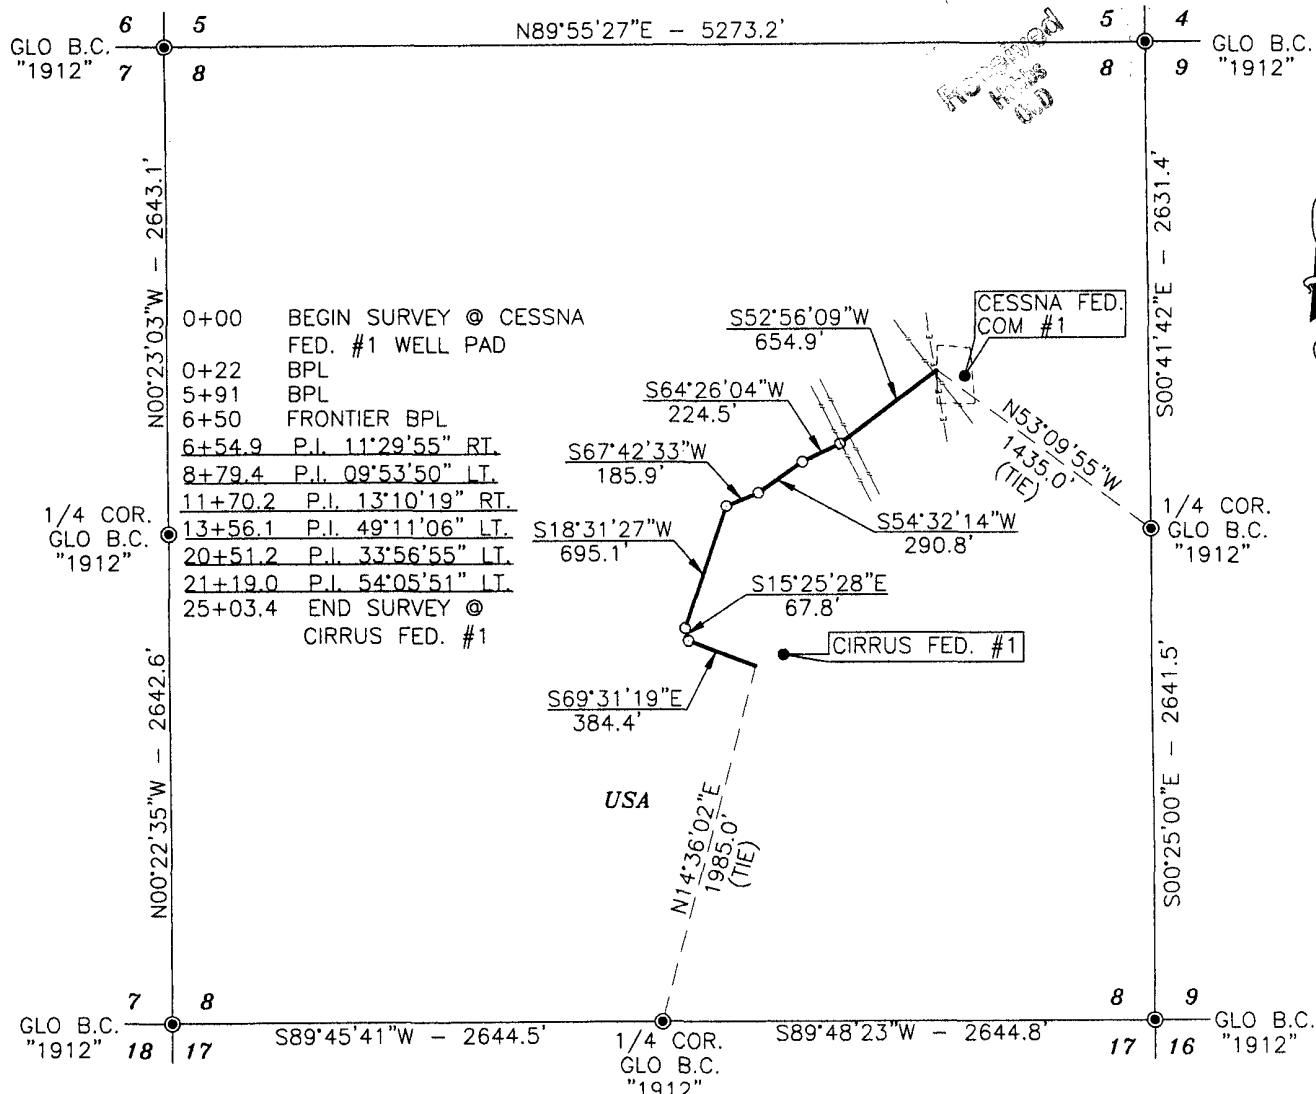 6 5
N89°55'27"E – 5273.2'
5 4
GLO B.C.
"1912"
7 8
8 9
GLO B.C.
"1912"
Received
Hobbs
OCD
N00°23'03"W – 2643.1'
S00°41'42"E – 2631.4'
0+00 BEGIN SURVEY @ CESSNA
FED. #1 WELL PAD
0+22 BPL
5+91 BPL
6+50 FRONTIER BPL
6+54.9 P.I. 11°29'55" RT.
8+79.4 P.I. 09°53'50" LT.
11+70.2 P.I. 13°10'19" RT.
13+56.1 P.I. 49°11'06" LT.
20+51.2 P.I. 33°56'55" LT.
21+19.0 P.I. 54°05'51" LT.
25+03.4 END SURVEY @
CIRRUS FED. #1
CESSNA FED.
COM #1
S52°56'09"W
654.9'
S64°26'04"W
224.5'
S67°42'33"W
185.9'
N53°09'55"W
1435.0'
(TIE)
1/4 COR.
GLO B.C.
"1912"
1/4 COR.
GLO B.C.
"1912"
S54°32'14"W
290.8'
S18°31'27"W
695.1'
S15°25'28"E
67.8'
CIRRUS FED. #1
S69°31'19"E
384.4'
N00°22'35"W – 2642.6'
S00°25'00"E – 2641.5'
USA
N14°36'02"E
1985.0'
(TIE)
7 8
8 9
GLO B.C.
"1912"
18 17
S89°45'41"W – 2644.5'
1/4 COR.
GLO B.C.
"1912"
S89°48'23"W – 2644.8'
17 16
GLO B.C.
"1912"